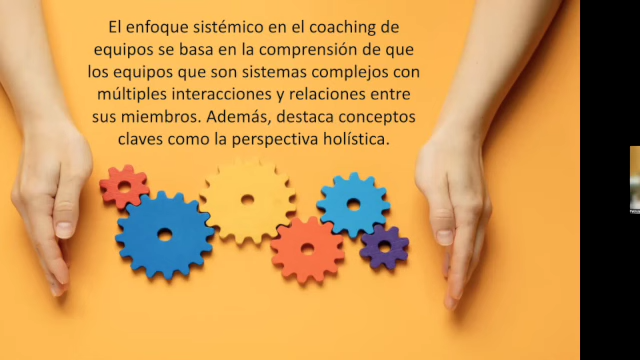 El enfoque sistémico en el coaching de
equipos se basa en la comprensión de que
los equipos que son sistemas complejos con
múltiples interacciones y relaciones entre
sus miembros. Además, destaca conceptos
claves como la perspectiva holística.